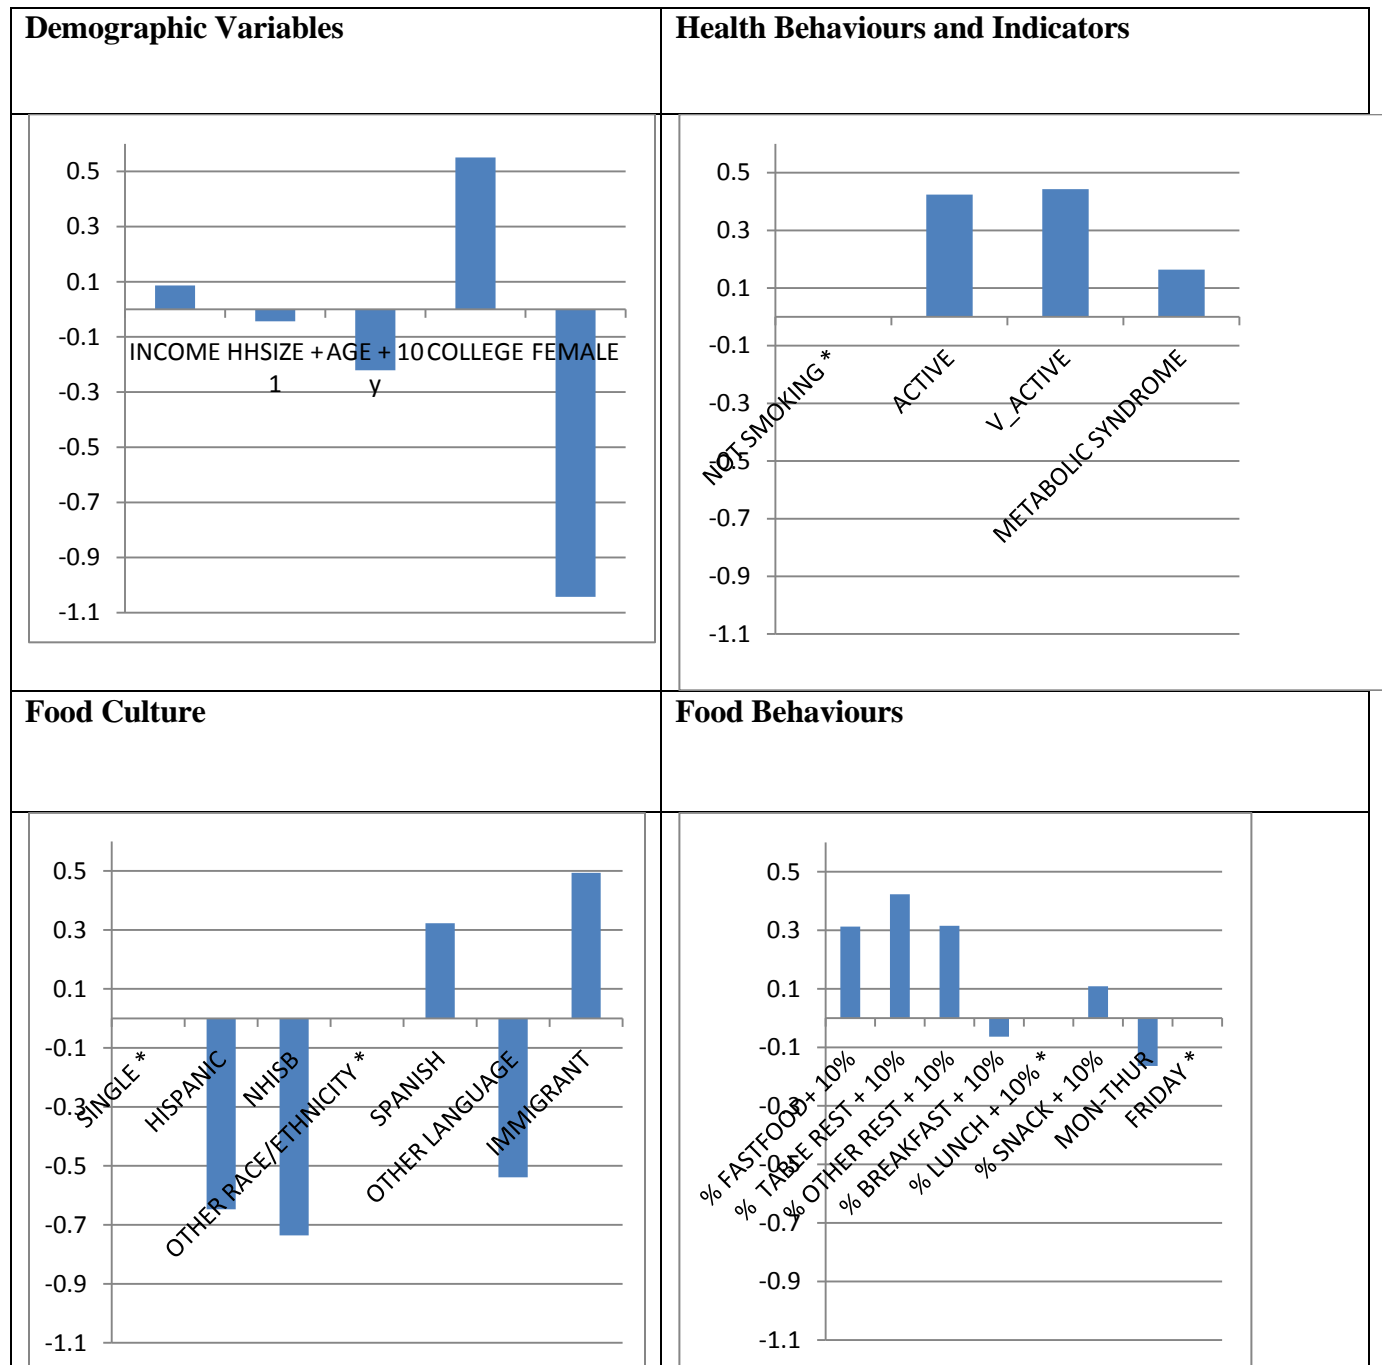 Demographic Variables
Health Behaviours and Indicators
0.5
0.3
0.1
-0.1
-0.3
-0.5
-0.7
-0.9
-1.1
INCOME HHSIZE + AGE + 10 COLLEGE FEMALE
1 y
0.5
0.3
0.1
-0.1
-0.3
-0.5
-0.7
-0.9
-1.1
NOT SMOKING *
ACTIVE
V_ACTIVE
METABOLIC SYNDROME
Food Culture
Food Behaviours
0.5
0.3
0.1
-0.1
-0.3
-0.5
-0.7
-0.9
-1.1
SINGLE *
HISPANIC
NHISB
OTHER RACE/ETHNICITY *
SPANISH
OTHER LANGUAGE
IMMIGRANT
0.5
0.3
0.1
-0.1
-0.3
-0.5
-0.7
-0.9
-1.1
% FASTFOOD + 10%
% TABLE REST + 10%
% OTHER REST + 10%
% BREAKFAST + 10%
% LUNCH + 10% *
% SNACK + 10%
MON-THUR
FRIDAY *